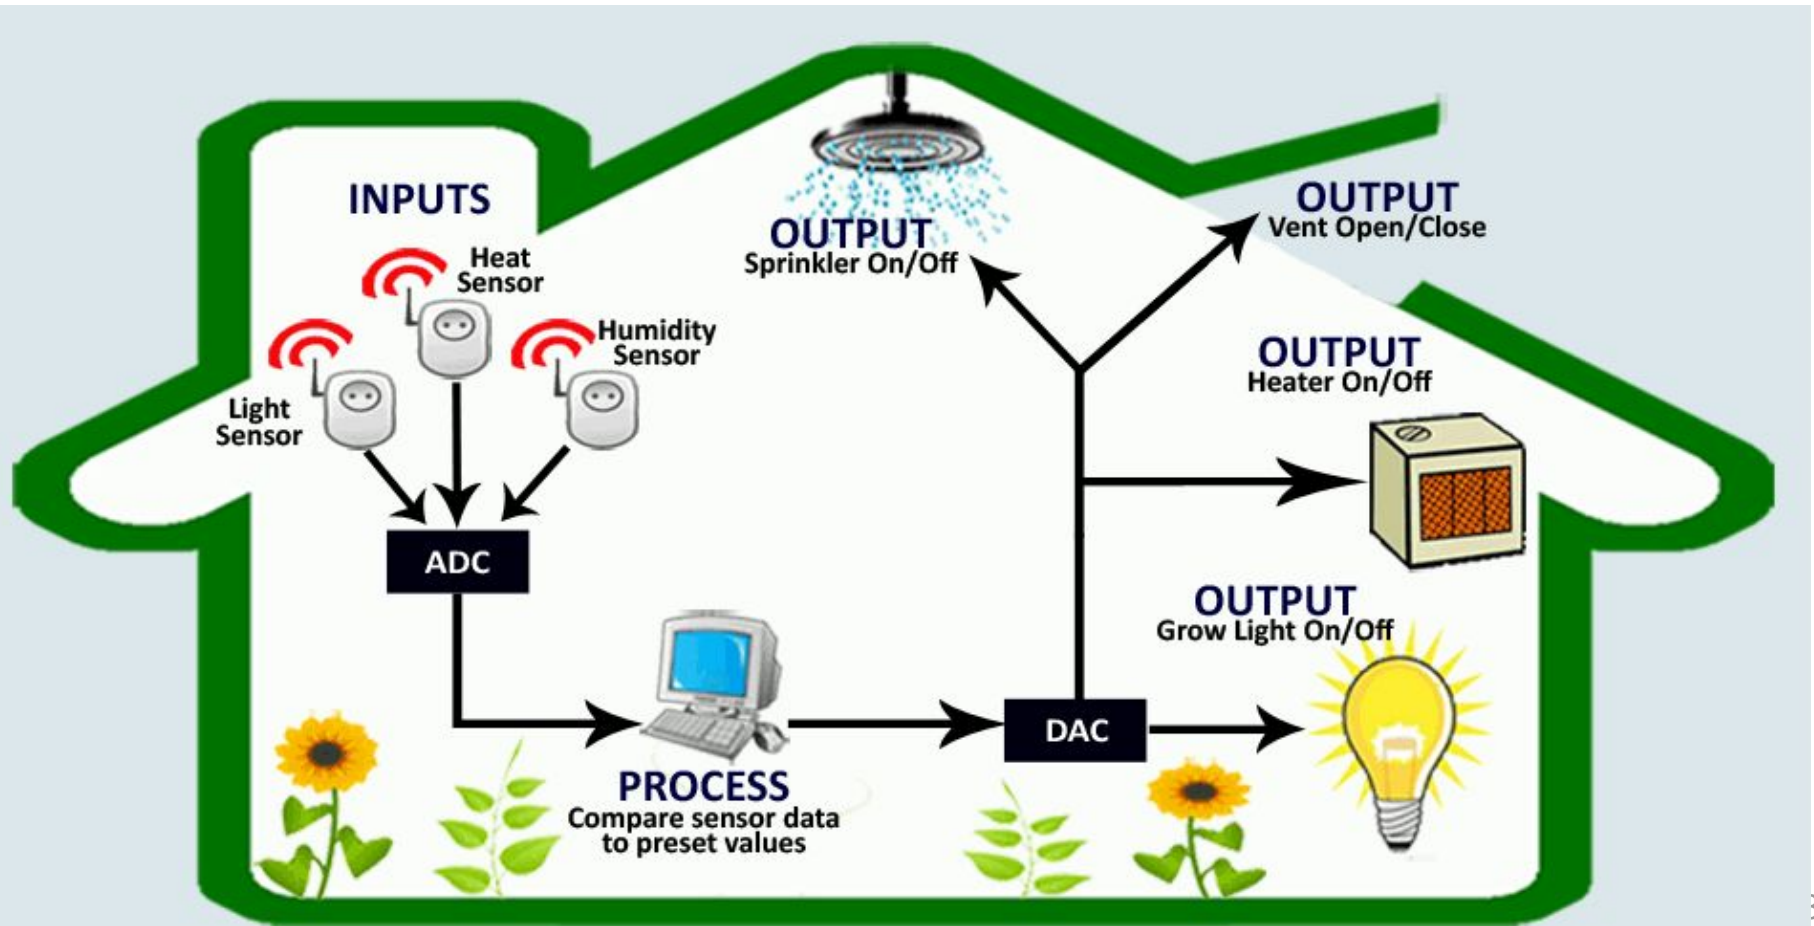 INPUTS
Heat
Sensor
Humidity
Sensor
Light
Sensor
ADC
PROCESS
Compare sensor data
to preset values
DAC
OUTPUT
Sprinkler On/Off
OUTPUT
Vent Open/Close
OUTPUT
Heater On/Off
OUTPUT
Grow Light On/Off